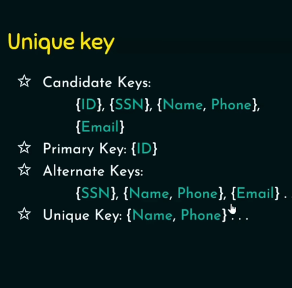 Unique key
Candidate Keys:
{ID}, {SSN}, {Name, Phone},
{Email}
Primary Key: {ID}
Alternate Keys:
{SSN}, {Name, Phone}, {Email} .
Unique Key: {Name, Phone} . . .